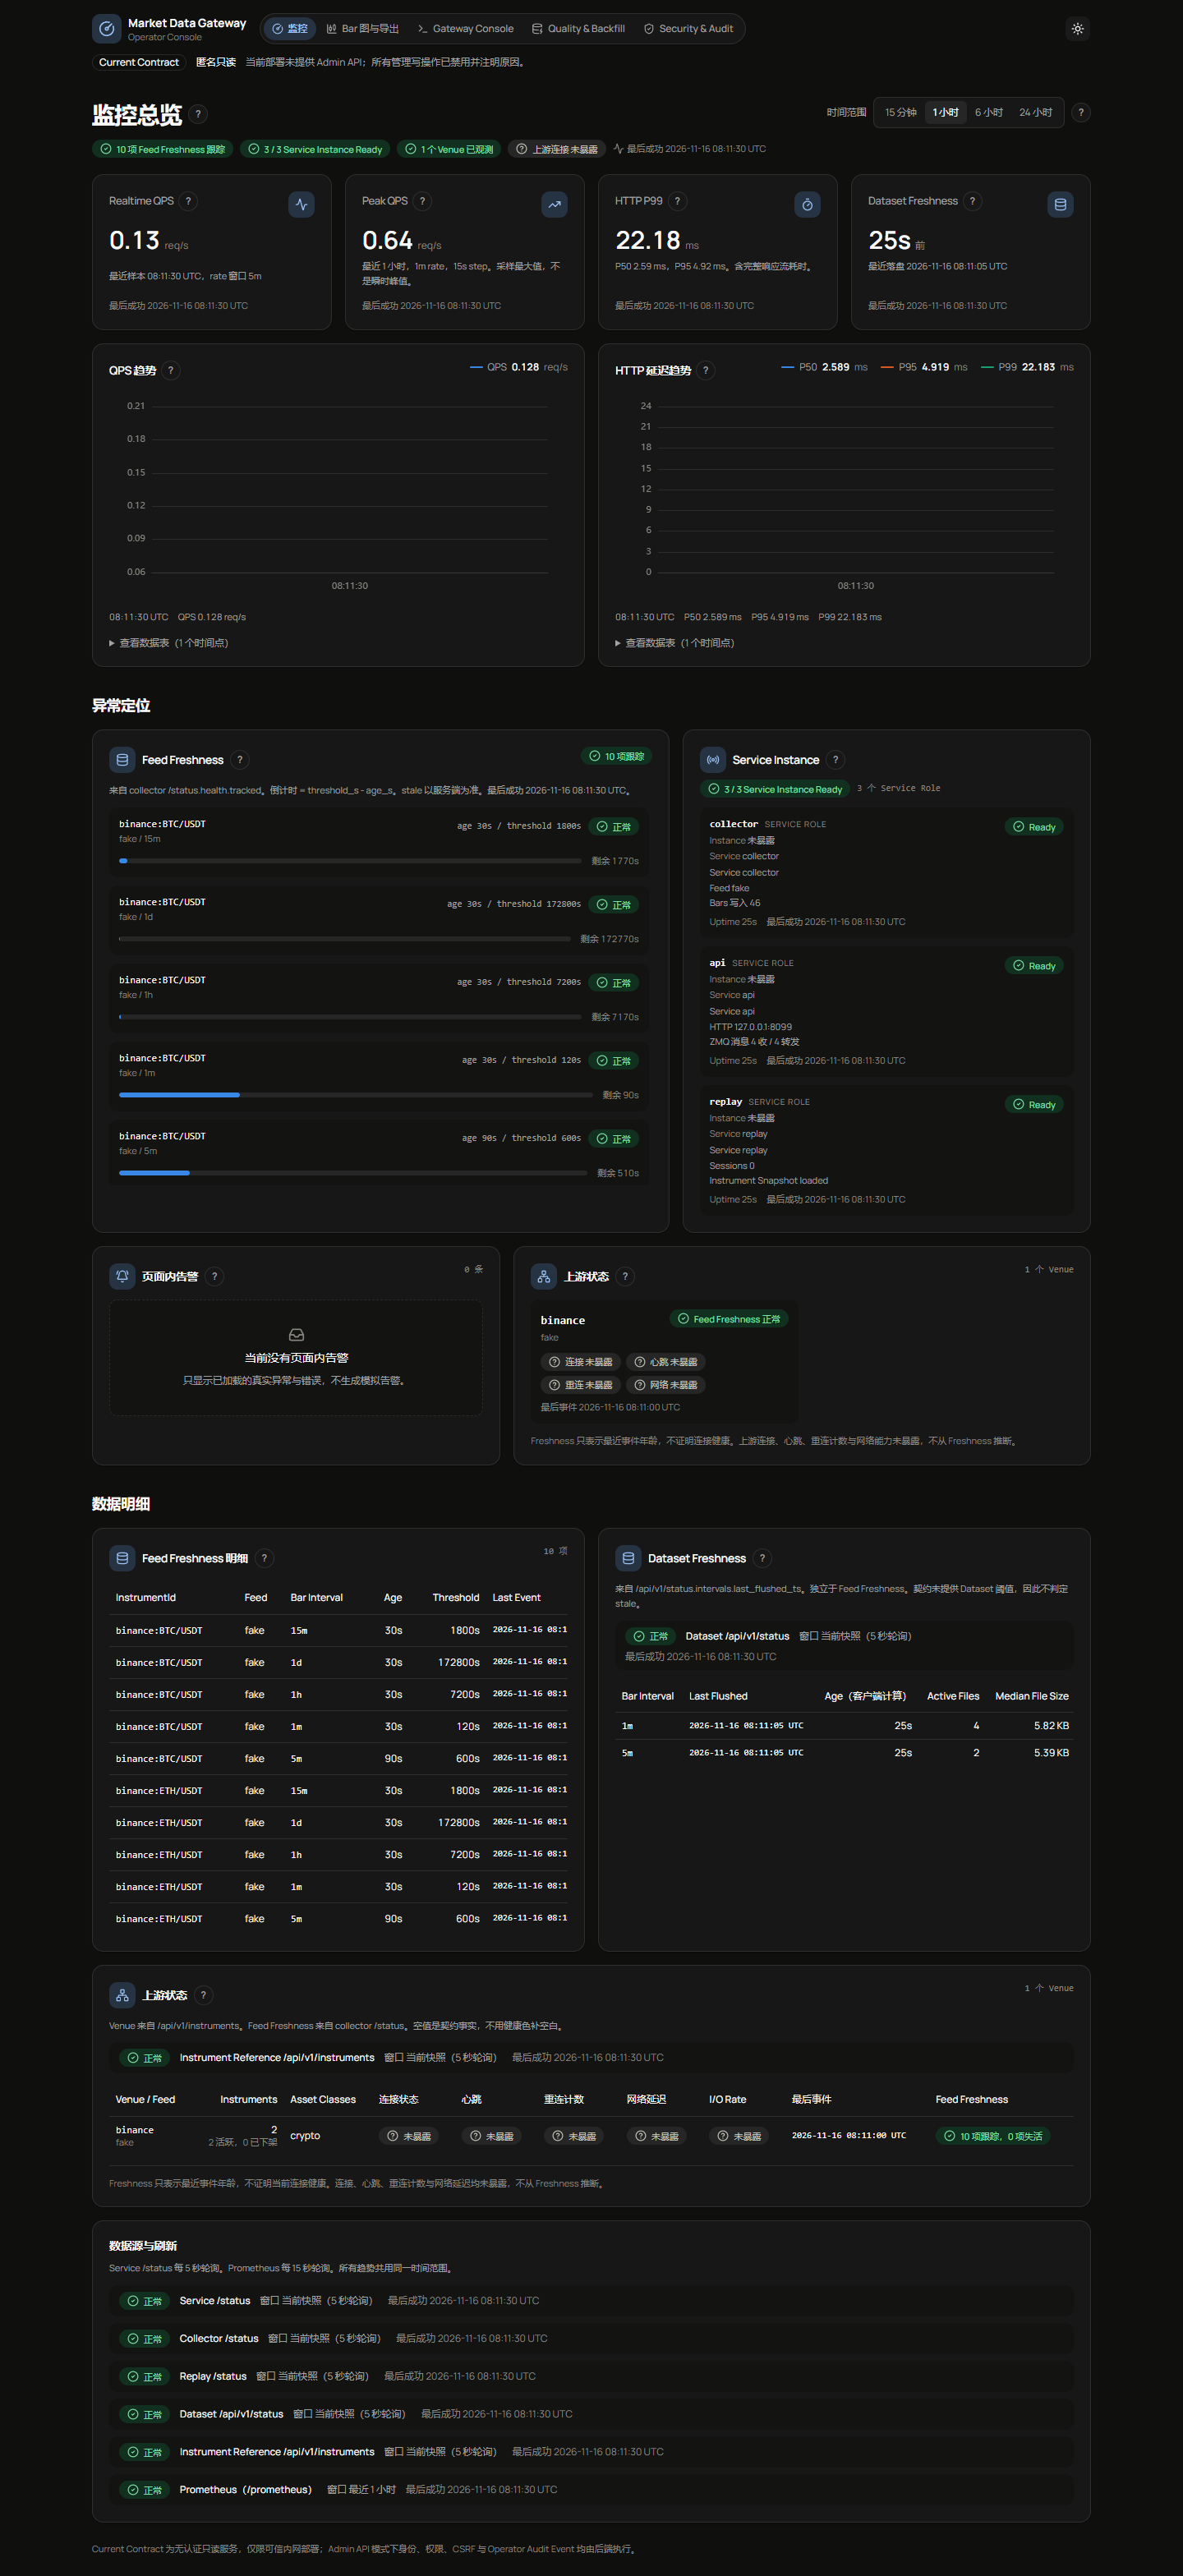 Market Data Gateway
Operator Console
监控
Bar 图与导出
Gateway Console
Quality & Backfill
Security & Audit
Current Contract 匿名只读 当前部署未提供 Admin API；所有管理写操作已禁用并注明原因。
监控总览 ?
时间范围 15 分钟 1 小时 6 小时 24 小时 ?
10 项 Feed Freshness 跟踪 3 / 3 Service Instance Ready 1 个 Venue 已观测 上游连接 未暴露 最后成功 2026-11-16 08:11:30 UTC
Realtime QPS ?
0.13 req/s
最近样本 08:11:30 UTC，rate 窗口 5m
最后成功 2026-11-16 08:11:30 UTC
Peak QPS ?
0.64 req/s
最近 1 小时，1m rate，15s step。采样最大值，不
是瞬时峰值。
最后成功 2026-11-16 08:11:30 UTC
HTTP P99 ?
22.18 ms
P50 2.59 ms，P95 4.92 ms。含完整响应流耗时。
最后成功 2026-11-16 08:11:30 UTC
Dataset Freshness ?
25s 前
最近落盘 2026-11-16 08:11:05 UTC
最后成功 2026-11-16 08:11:30 UTC
QPS 趋势 ?
QPS 0.128 req/s
0.21
0.18
0.15
0.12
0.09
0.06
08:11:30
08:11:30 UTC QPS 0.128 req/s
查看数据表（1 个时间点）
HTTP 延迟趋势 ?
P50 2.589 ms P95 4.919 ms P99 22.183 ms
24
21
18
15
12
9
6
3
0
08:11:30
08:11:30 UTC P50 2.589 ms P95 4.919 ms P99 22.183 ms
查看数据表（1 个时间点）
异常定位
Feed Freshness ?
10 项跟踪
来自 collector /status.health.tracked。倒计时 = threshold_s - age_s。stale 以服务端为准。最后成功 2026-11-16 08:11:30 UTC。
binance:BTC/USDT age 30s / threshold 1800s 正常
fake / 15m
剩余 1770s
binance:BTC/USDT age 30s / threshold 172800s 正常
fake / 1d
剩余 172770s
binance:BTC/USDT age 30s / threshold 7200s 正常
fake / 1h
剩余 7170s
binance:BTC/USDT age 30s / threshold 120s 正常
fake / 1m
剩余 90s
binance:BTC/USDT age 90s / threshold 600s 正常
fake / 5m
剩余 510s
Service Instance ?
3 / 3 Service Instance Ready 3 个 Service Role
collector SERVICE ROLE Ready
Instance 未暴露
Service collector
Service collector
Feed fake
Bars 写入 46
Uptime 25s 最后成功 2026-11-16 08:11:30 UTC
api SERVICE ROLE Ready
Instance 未暴露
Service api
Service api
HTTP 127.0.0.1:8099
ZMQ 消息 4 收 / 4 转发
Uptime 25s 最后成功 2026-11-16 08:11:30 UTC
replay SERVICE ROLE Ready
Instance 未暴露
Service replay
Service replay
Sessions 0
Instrument Snapshot loaded
Uptime 25s 最后成功 2026-11-16 08:11:30 UTC
页面内告警 ?
0 条
当前没有页面内告警
只显示已加载的真实异常与错误，不生成模拟告警。
上游状态 ?
1 个 Venue
binance Feed Freshness 正常
fake
连接 未暴露 心跳 未暴露
重连 未暴露 网络 未暴露
最后事件 2026-11-16 08:11:00 UTC
Freshness 只表示最近事件年龄，不证明连接健康。上游连接、心跳、重连计数与网络能力未暴露，不从 Freshness 推断。
数据明细
Feed Freshness 明细 ?
10 项
InstrumentId Feed Bar Interval Age Threshold Last Event
binance:BTC/USDT fake 15m 30s 1800s 2026-11-16 08:1
binance:BTC/USDT fake 1d 30s 172800s 2026-11-16 08:1
binance:BTC/USDT fake 1h 30s 7200s 2026-11-16 08:1
binance:BTC/USDT fake 1m 30s 120s 2026-11-16 08:1
binance:BTC/USDT fake 5m 90s 600s 2026-11-16 08:1
binance:ETH/USDT fake 15m 30s 1800s 2026-11-16 08:1
binance:ETH/USDT fake 1d 30s 172800s 2026-11-16 08:1
binance:ETH/USDT fake 1h 30s 7200s 2026-11-16 08:1
binance:ETH/USDT fake 1m 30s 120s 2026-11-16 08:1
binance:ETH/USDT fake 5m 90s 600s 2026-11-16 08:1
Dataset Freshness ?
来自 /api/v1/status.intervals.last_flushed_ts。独立于 Feed Freshness。契约未提供 Dataset 阈值，因此不判定
stale。
正常 Dataset /api/v1/status 窗口 当前快照（5 秒轮询）
最后成功 2026-11-16 08:11:30 UTC
Bar Interval Last Flushed Age（客户端计算） Active Files Median File Size
1m 2026-11-16 08:11:05 UTC 25s 4 5.82 KB
5m 2026-11-16 08:11:05 UTC 25s 2 5.39 KB
上游状态 ?
1 个 Venue
Venue 来自 /api/v1/instruments。Feed Freshness 来自 collector /status。空值是契约事实，不用健康色补空白。
正常 Instrument Reference /api/v1/instruments 窗口 当前快照（5 秒轮询） 最后成功 2026-11-16 08:11:30 UTC
Venue / Feed Instruments Asset Classes 连接状态 心跳 重连计数 网络延迟 I/O Rate 最后事件 Feed Freshness
binance 2 crypto 未暴露 未暴露 未暴露 未暴露 未暴露 2026-11-16 08:11:00 UTC 10 项跟踪，0 项失活
fake 2 活跃，0 已下架
Freshness 只表示最近事件年龄，不证明当前连接健康。连接、心跳、重连计数与网络延迟均未暴露，不从 Freshness 推断。
数据源与刷新
Service /status 每 5 秒轮询。Prometheus 每 15 秒轮询。所有趋势共用同一时间范围。
正常 Service /status 窗口 当前快照（5 秒轮询） 最后成功 2026-11-16 08:11:30 UTC
正常 Collector /status 窗口 当前快照（5 秒轮询） 最后成功 2026-11-16 08:11:30 UTC
正常 Replay /status 窗口 当前快照（5 秒轮询） 最后成功 2026-11-16 08:11:30 UTC
正常 Dataset /api/v1/status 窗口 当前快照（5 秒轮询） 最后成功 2026-11-16 08:11:30 UTC
正常 Instrument Reference /api/v1/instruments 窗口 当前快照（5 秒轮询） 最后成功 2026-11-16 08:11:30 UTC
正常 Prometheus（/prometheus） 窗口 最近 1 小时 最后成功 2026-11-16 08:11:30 UTC
Current Contract 为无认证只读服务，仅限可信内网部署；Admin API 模式下身份、权限、CSRF 与 Operator Audit Event 均由后端执行。